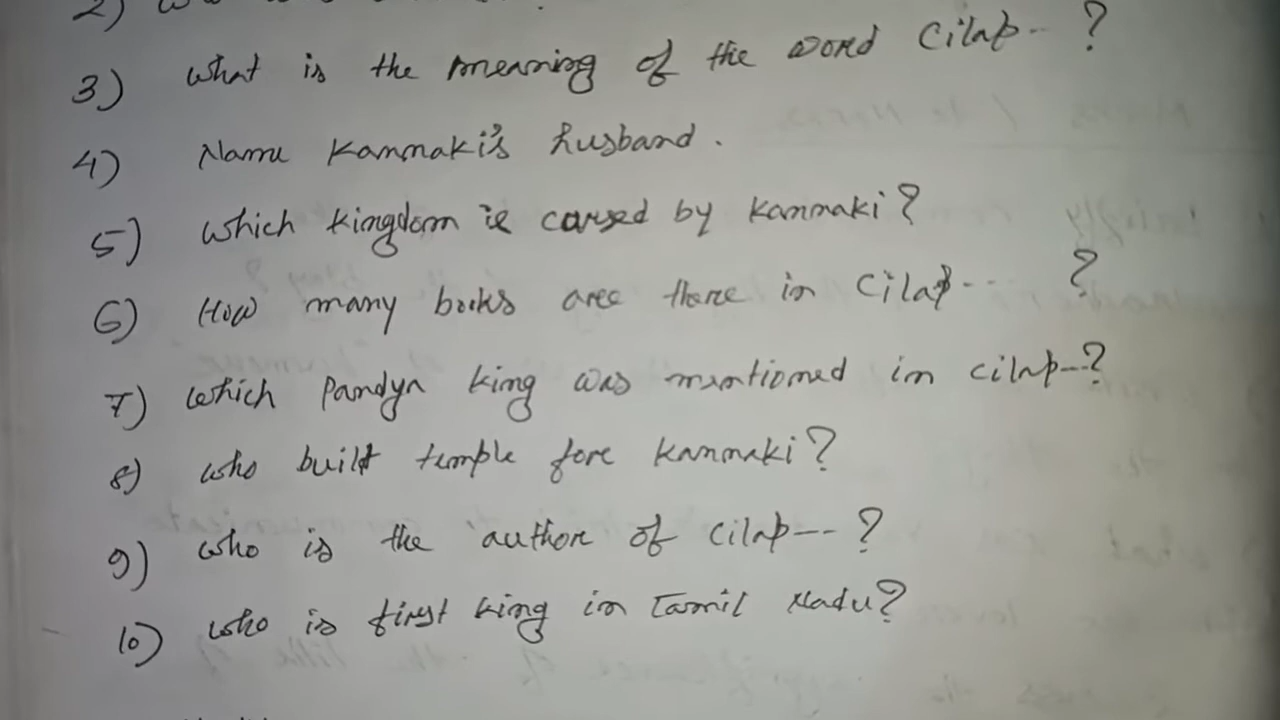 2)
3) What is the meaning of the word Cilap-- ?
4) Name Kannaki's husband.
5) Which kingdom is cursed by Kannaki?
6) How many books are there in Cilap--- ?
7) Which Pandya king was mentioned in cilap--?
8) who built temple for Kannaki?
9) who is the author of cilap--- ?
10) Who is first king in Tamil Nadu?